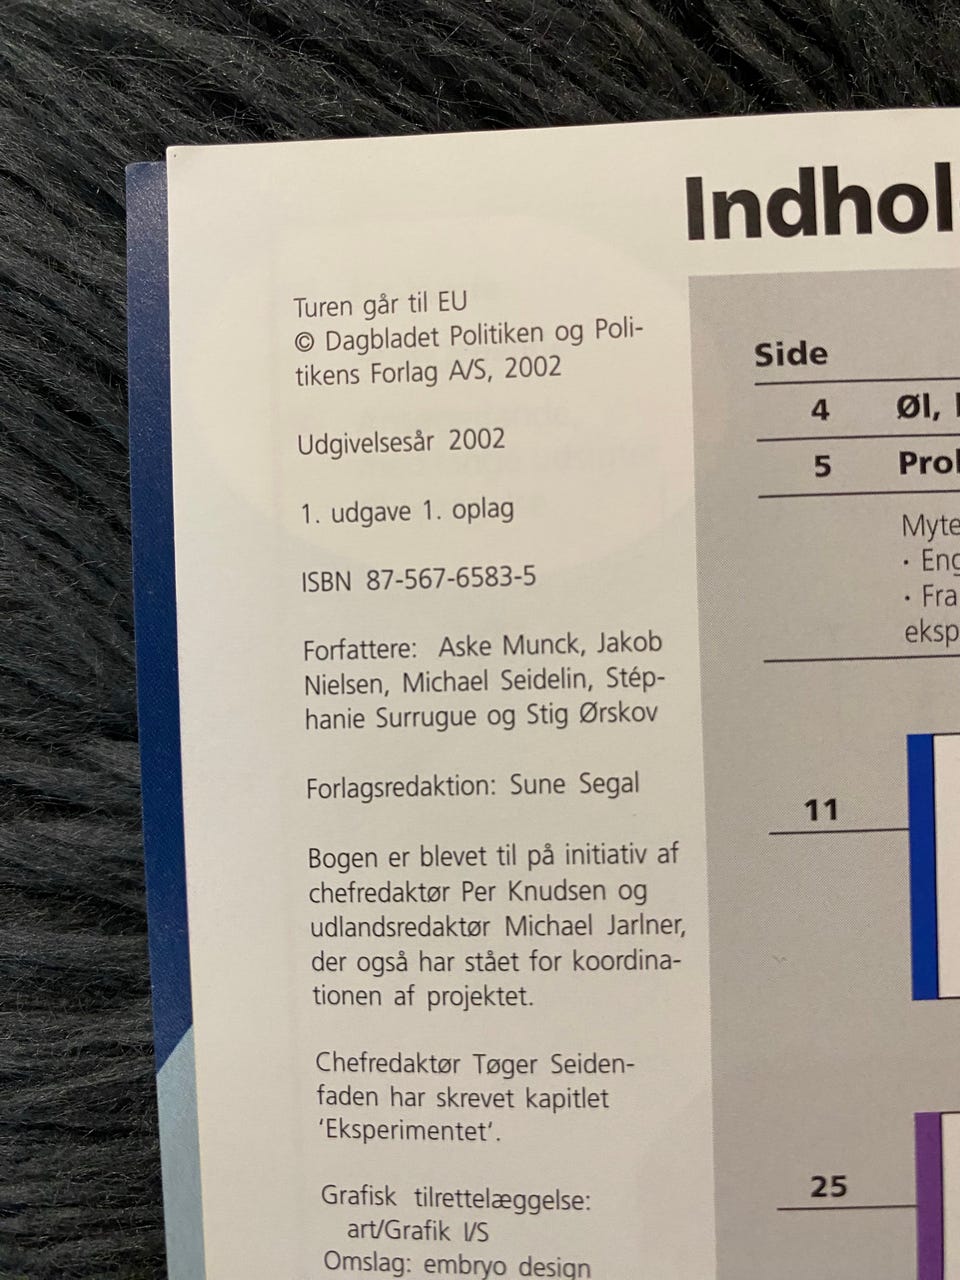 Turen går til EU
© Dagbladet Politiken og Poli-
tikens Forlag A/S, 2002
Udgivelsesår 2002
1. udgave 1. oplag
ISBN 87-567-6583-5
Forfattere: Aske Munck, Jakob
Nielsen, Michael Seidelin, Stép-
hanie Surrugue og Stig Ørskov
Forlagsredaktion: Sune Segal
Bogen er blevet til på initiativ af
chefredaktør Per Knudsen og
udlandsredaktør Michael Jarlner,
der også har stået for koordina-
tionen af projektet.
Chefredaktør Tøger Seiden-
faden har skrevet kapitlet
'Eksperimentet'.
Grafisk tilrettelæggelse:
art/Grafik I/S
Omslag: embryo design
Indhol
Side
4 Øl,
5 Prol
Myte
· Eng
· Fra
eksp
11
25